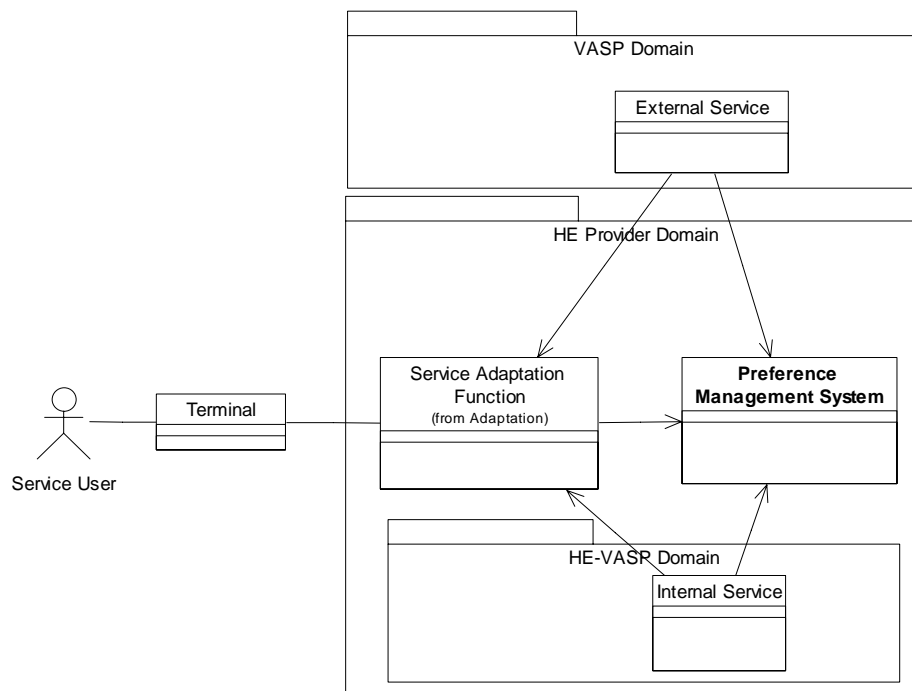 VASP Domain
External Service
HE Provider Domain
Service Adaptation
Function
(from Adaptation)
Preference
Management System
Terminal
Service User
HE-VASP Domain
Internal Service